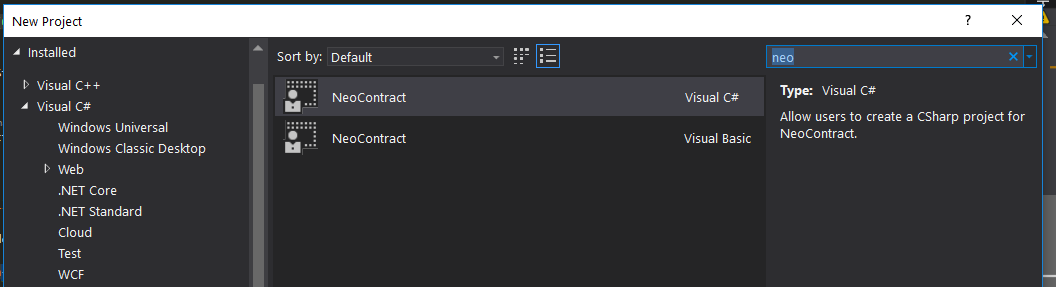 New Project
?
Installed
Visual C++
Visual C#
Windows Universal
Windows Classic Desktop
Web
.NET Core
.NET Standard
Cloud
Test
WCF
Sort by: Default
NeoContract Visual C#
NeoContract Visual Basic
neo
Type: Visual C#
Allow users to create a CSharp project for
NeoContract.